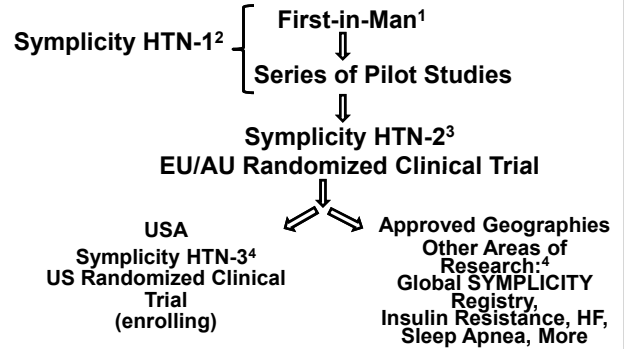 First-in-Man¹
Symplicity HTN-1²
Series of Pilot Studies
Symplicity HTN-2³
EU/AU Randomized Clinical Trial
USA
Symplicity HTN-3⁴
US Randomized Clinical
Trial
(enrolling)
Approved Geographies
Other Areas of
Research:⁴
Global SYMPLICITY
Registry,
Insulin Resistance, HF,
Sleep Apnea, More